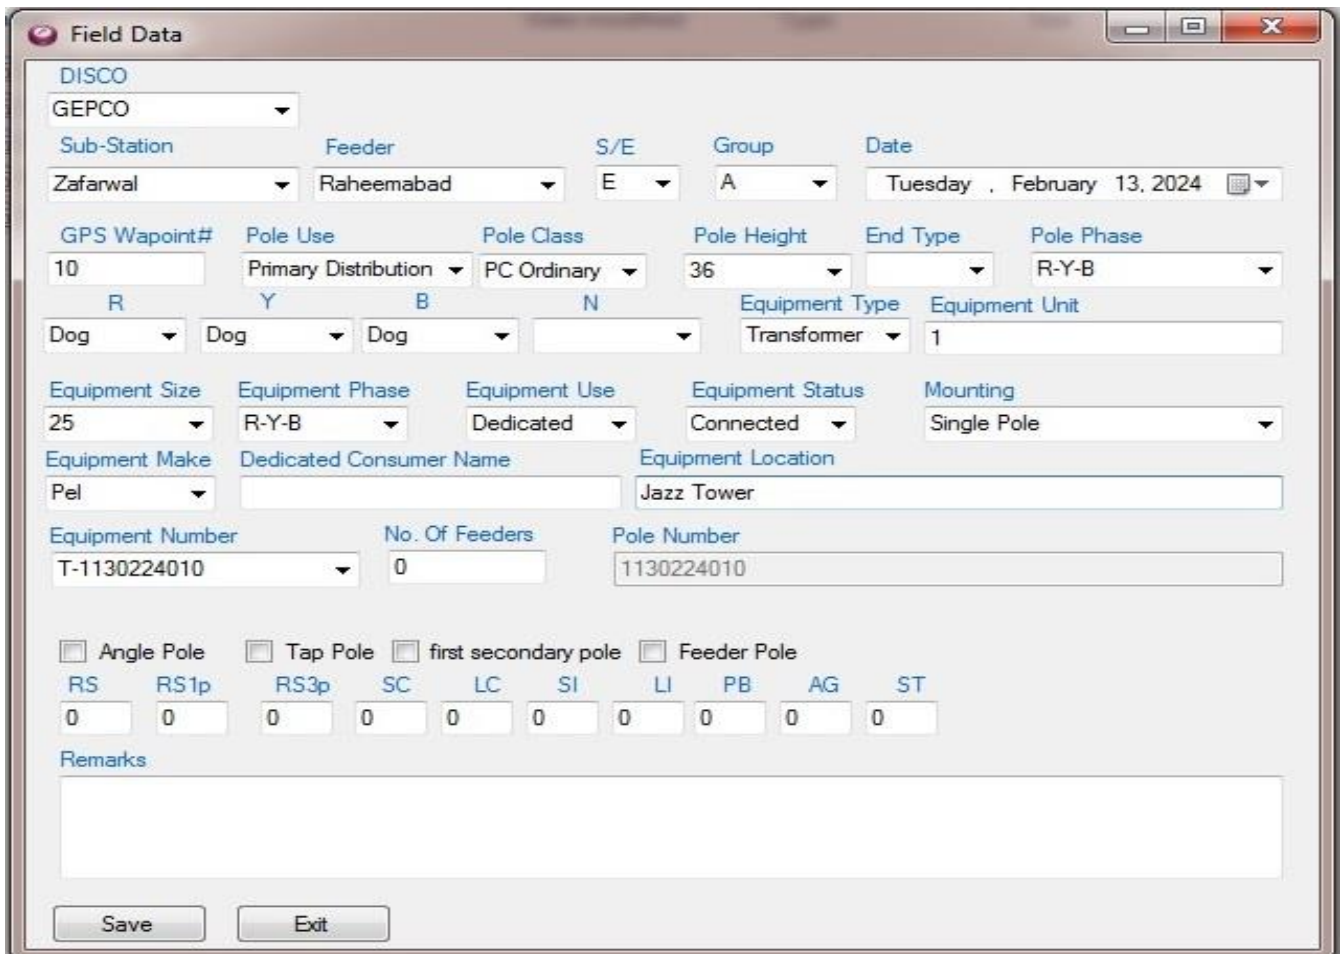 Field Data
DISCO
GEPCO
Sub-Station Feeder S/E Group Date
Zafarwal Raheemabad E A Tuesday , February 13, 2024
GPS Wapoint# Pole Use Pole Class Pole Height End Type Pole Phase
10 Primary Distribution PC Ordinary 36 R-Y-B
R Y B N Equipment Type Equipment Unit
Dog Dog Dog Transformer 1
Equipment Size Equipment Phase Equipment Use Equipment Status Mounting
25 R-Y-B Dedicated Connected Single Pole
Equipment Make Dedicated Consumer Name Equipment Location
Pel Jazz Tower
Equipment Number No. Of Feeders Pole Number
T-1130224010 0 1130224010
Angle Pole Tap Pole first secondary pole Feeder Pole
RS RS1p RS3p SC LC SI LI PB AG ST
0 0 0 0 0 0 0 0 0 0
Remarks
Save Exit